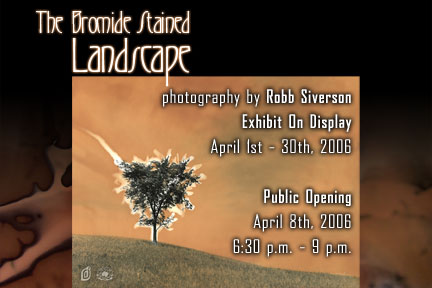 The Bromide Stained
Landscape
photography by Robb Siverson
Exhibit On Display
April 1st - 30th, 2006
Public Opening
April 8th, 2006
6:30 p.m. - 9 p.m.